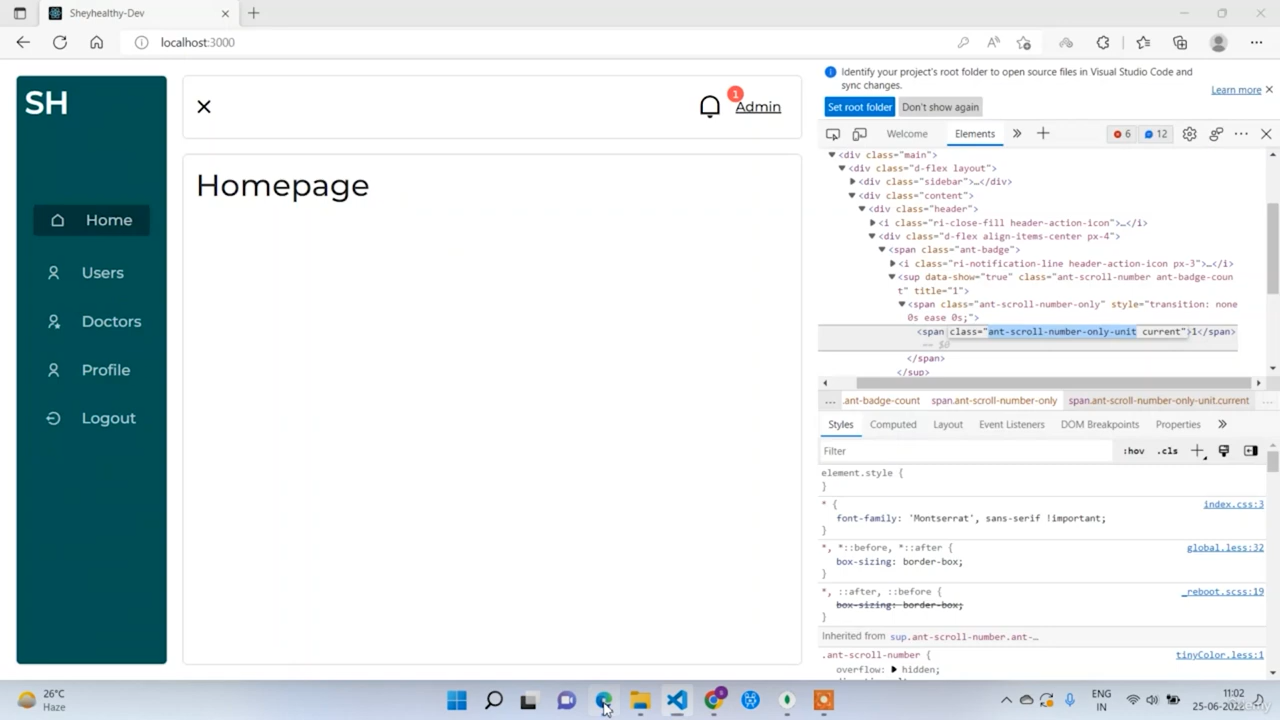 Sheyhealthy-Dev
localhost:3000
SH
Home
Users
Doctors
Profile
Logout
1
Admin
Homepage
Identify your project's root folder to open source files in Visual Studio Code and
sync changes.
Learn more
Set root folder
Don't show again
Welcome
Elements
6
12
<div class="main">
<div class="d-flex layout">
<div class="sidebar">…</div>
<div class="content">
<div class="header">
<i class="ri-close-fill header-action-icon">…</i>
<div class="d-flex align-items-center px-4">
<span class="ant-badge">
<i class="ri-notification-line header-action-icon px-3">…</i>
<sup data-show="true" class="ant-scroll-number ant-badge-coun
t" title="1">
<span class="ant-scroll-number-only" style="transition: none
0s ease 0s;">
<span class="ant-scroll-number-only-unit current">1</span>
== $0
</span>
</sup>
... .ant-badge-count span.ant-scroll-number-only span.ant-scroll-number-only-unit.current ...
Styles Computed Layout Event Listeners DOM Breakpoints Properties
Filter
:hov .cls
element.style {
}
* {
index.css:3
font-family: 'Montserrat', sans-serif !important;
}
*, *::before, *::after {
global.less:32
box-sizing: border-box;
}
*, ::after, ::before {
_reboot.scss:19
box-sizing: border-box;
}
Inherited from sup.ant-scroll-number.ant-…
.ant-scroll-number {
tinyColor.less:1
overflow: hidden;
26°C
Haze
5
ENG
IN
11:02
25-06-2022